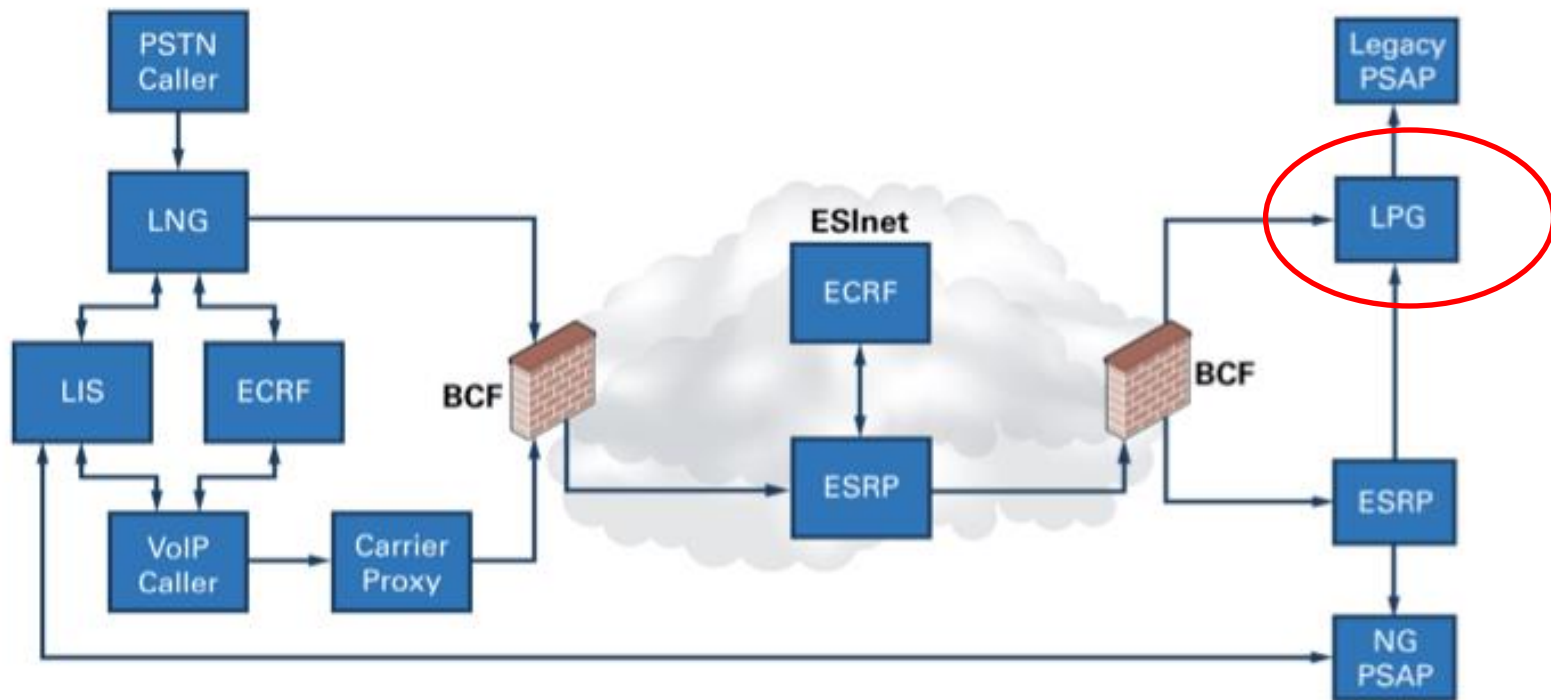 PSTN
Caller
Legacy
PSAP
LNG
LPG
ESInet
ECRF
LIS
ECRF
BCF
BCF
ESRP
ESRP
VoIP
Caller
Carrier
Proxy
NG
PSAP